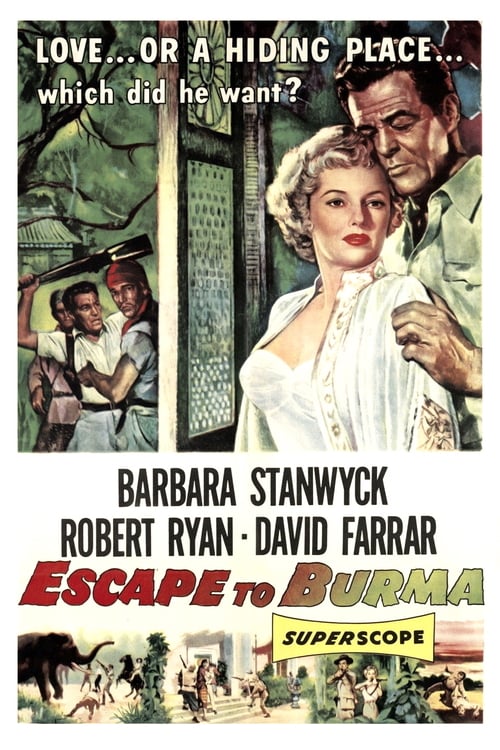 LOVE...OR A HIDING PLACE...
which did he want?
BARBARA STANWYCK
ROBERT RYAN · DAVID FARRAR
ESCAPE TO BURMA
SUPERSCOPE